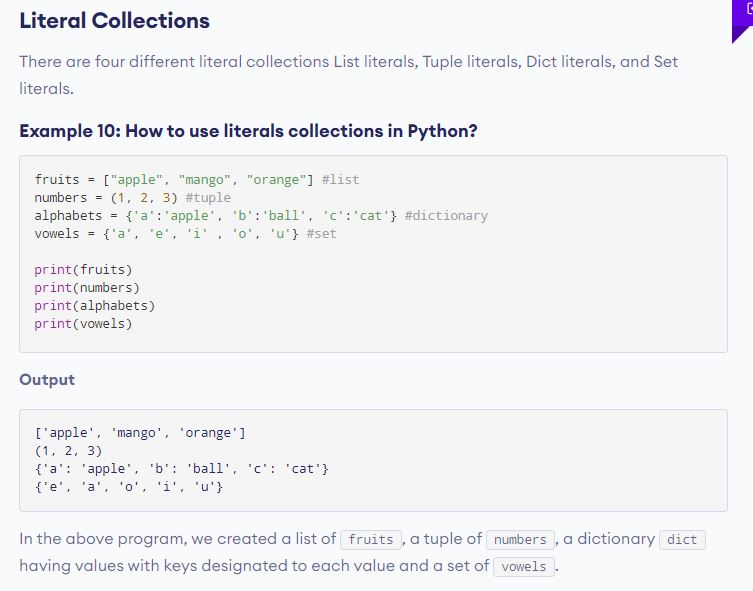 Literal Collections
There are four different literal collections List literals, Tuple literals, Dict literals, and Set
literals.
Example 10: How to use literals collections in Python?
fruits = ["apple", "mango", "orange"] #list
numbers = (1, 2, 3) #tuple
alphabets = {'a':'apple', 'b':'ball', 'c':'cat'} #dictionary
vowels = {'a', 'e', 'i' , 'o', 'u'} #set
print(fruits)
print(numbers)
print(alphabets)
print(vowels)
Output
['apple', 'mango', 'orange']
(1, 2, 3)
{'a': 'apple', 'b': 'ball', 'c': 'cat'}
{'e', 'a', 'o', 'i', 'u'}
In the above program, we created a list of fruits , a tuple of numbers , a dictionary dict
having values with keys designated to each value and a set of vowels .